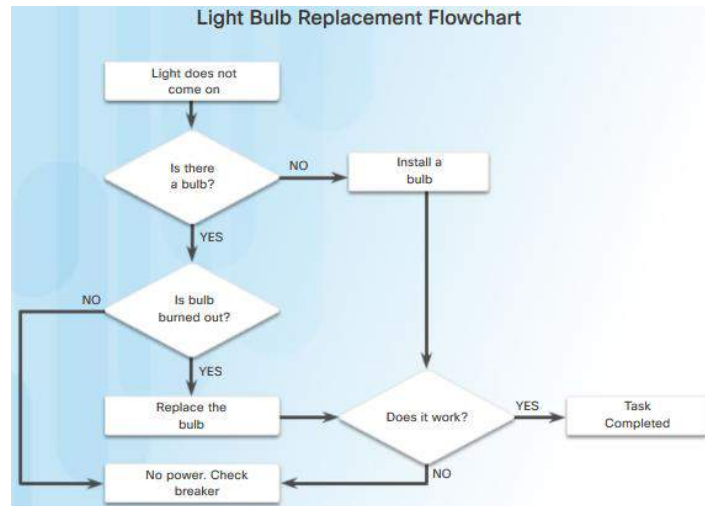 Light Bulb Replacement Flowchart
Light does not
come on
Is there
a bulb?
NO
Install a
bulb
YES
NO
Is bulb
burned out?
YES
Replace the
bulb
Does it work?
YES
Task
Completed
NO
No power. Check
breaker